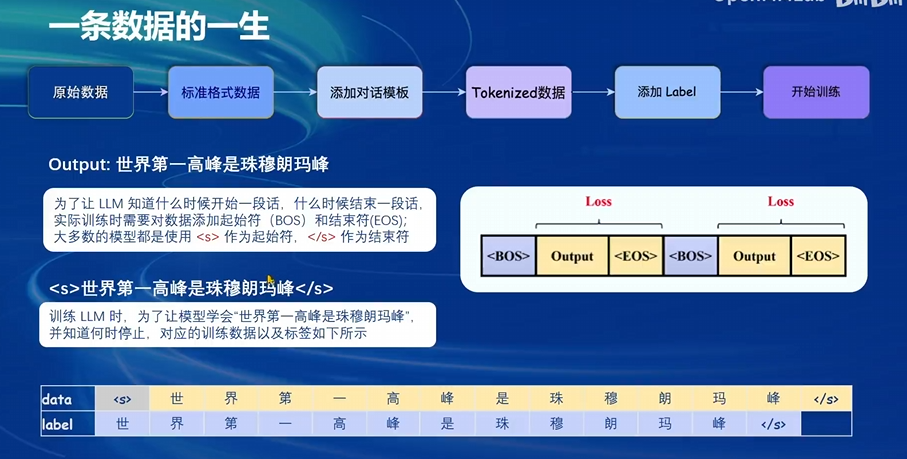 一条数据的一生
原始数据
标准格式数据
添加对话模板
Tokenized数据
添加 Label
开始训练
Output: 世界第一高峰是珠穆朗玛峰
为了让 LLM 知道什么时候开始一段话，什么时候结束一段话，
实际训练时需要对数据添加起始符（BOS）和结束符(EOS);
大多数的模型都是使用 <s> 作为起始符，</s> 作为结束符
Loss
Loss
<BOS> Output <EOS> <BOS> Output <EOS>
<s>世界第一高峰是珠穆朗玛峰</s>
训练 LLM 时，为了让模型学会“世界第一高峰是珠穆朗玛峰”，
并知道何时停止，对应的训练数据以及标签如下所示
data <s> 世 界 第 一 高 峰 是 珠 穆 朗 玛 峰 </s>
label 世 界 第 一 高 峰 是 珠 穆 朗 玛 峰 </s>